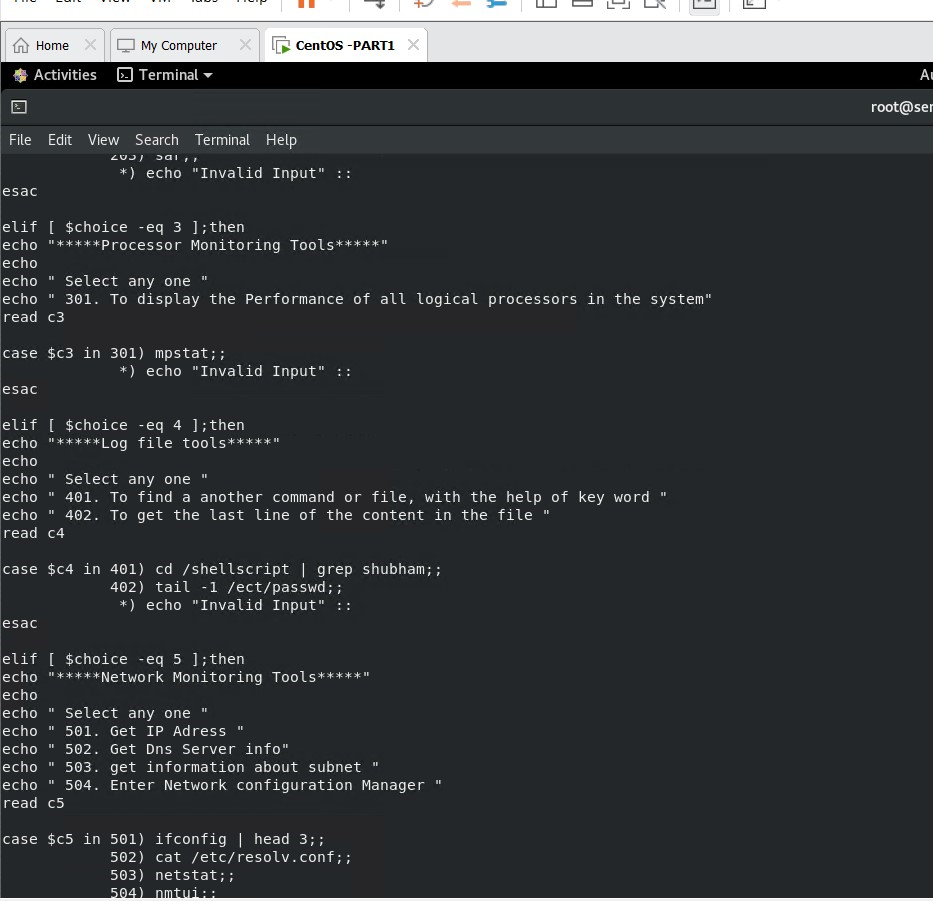 File Edit View VM Tabs Help
Home
My Computer
CentOS -PART1
Activities
Terminal
root@ser
File Edit View Search Terminal Help
203) sar;;
*) echo "Invalid Input" ::
esac
elif [ $choice -eq 3 ];then
echo "*****Processor Monitoring Tools*****"
echo
echo " Select any one "
echo " 301. To display the Performance of all logical processors in the system"
read c3
case $c3 in 301) mpstat;;
*) echo "Invalid Input" ::
esac
elif [ $choice -eq 4 ];then
echo "*****Log file tools*****"
echo
echo " Select any one "
echo " 401. To find a another command or file, with the help of key word "
echo " 402. To get the last line of the content in the file "
read c4
case $c4 in 401) cd /shellscript | grep shubham;;
402) tail -1 /ect/passwd;;
*) echo "Invalid Input" ::
esac
elif [ $choice -eq 5 ];then
echo "*****Network Monitoring Tools*****"
echo
echo " Select any one "
echo " 501. Get IP Adress "
echo " 502. Get Dns Server info"
echo " 503. get information about subnet "
echo " 504. Enter Network configuration Manager "
read c5
case $c5 in 501) ifconfig | head 3;;
502) cat /etc/resolv.conf;;
503) netstat;;
504) nmtui;;